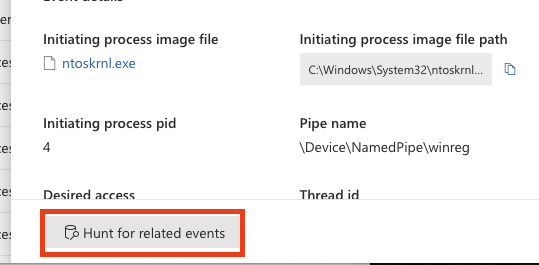 Event details
Initiating process image file
Initiating process image file path
ntoskrnl.exe
C:\Windows\System32\ntoskrnl...
Initiating process pid
Pipe name
4
\Device\NamedPipe\winreg
Desired access
Thread id
Hunt for related events